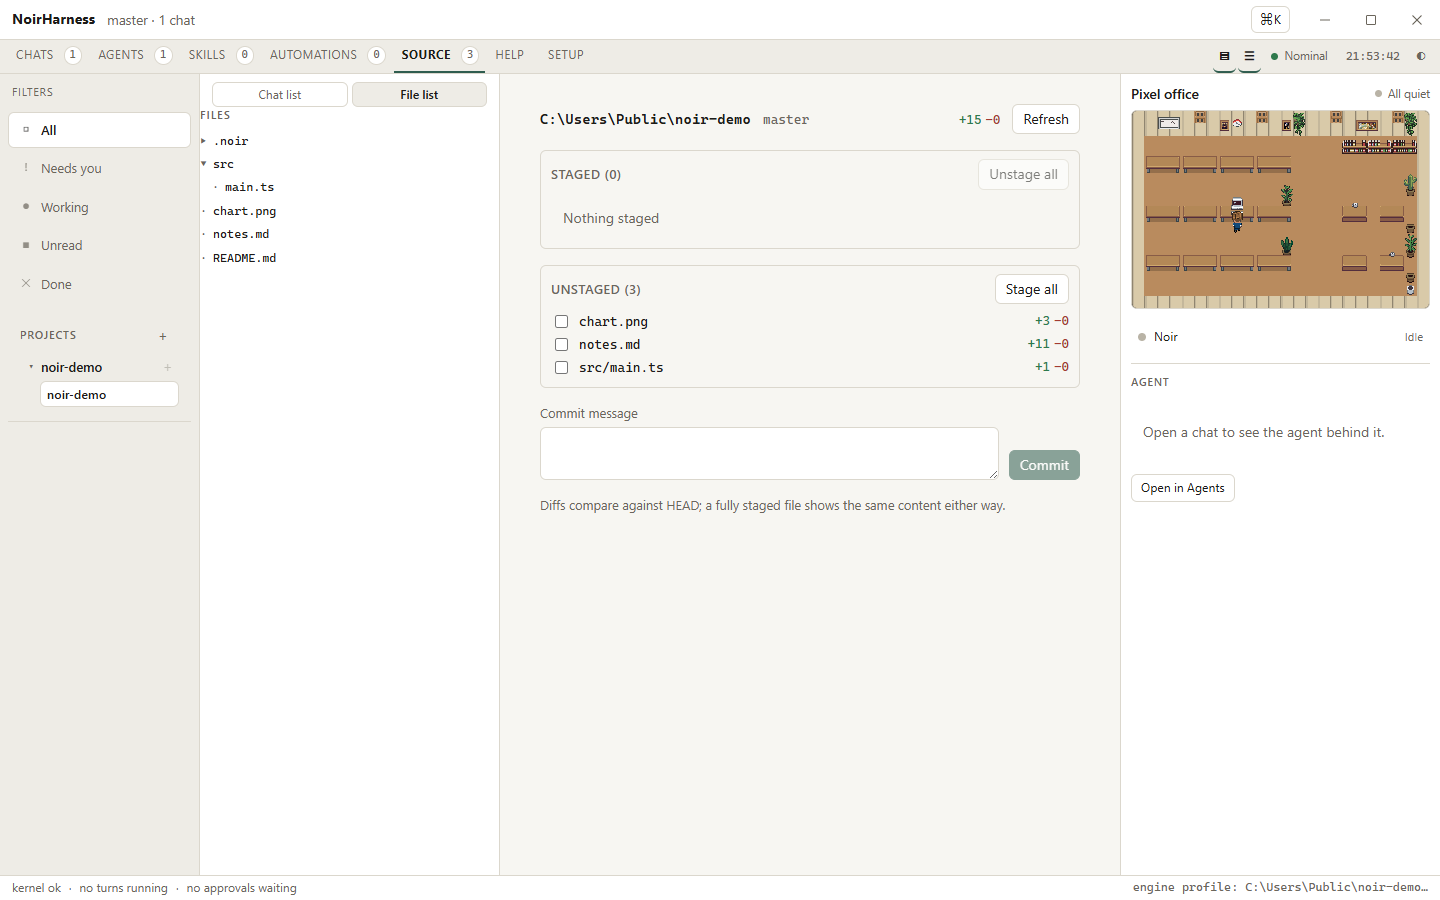 NoirHarness master · 1 chat ⌘K
CHATS 1 AGENTS 1 SKILLS 0 AUTOMATIONS 0 SOURCE 3 HELP SETUP Nominal 21:53:42
FILTERS
All
Needs you
Working
Unread
Done
PROJECTS +
noir-demo +
noir-demo
Chat list File list
FILES
.noir
src
main.ts
chart.png
notes.md
README.md
C:\Users\Public\noir-demo master +15 −0 Refresh
STAGED (0) Unstage all
Nothing staged
UNSTAGED (3) Stage all
chart.png +3 −0
notes.md +11 −0
src/main.ts +1 −0
Commit message
Commit
Diffs compare against HEAD; a fully staged file shows the same content either way.
Pixel office All quiet
Noir Idle
AGENT
Open a chat to see the agent behind it.
Open in Agents
kernel ok · no turns running · no approvals waiting engine profile: C:\Users\Public\noir-demo…